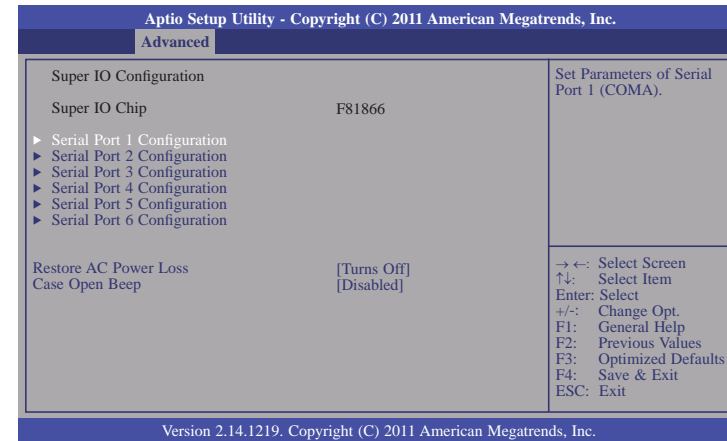 Aptio Setup Utility - Copyright (C) 2011 American Megatrends, Inc.
Advanced
Super IO Configuration
Super IO Chip F81866
► Serial Port 1 Configuration
► Serial Port 2 Configuration
► Serial Port 3 Configuration
► Serial Port 4 Configuration
► Serial Port 5 Configuration
► Serial Port 6 Configuration
Restore AC Power Loss [Turns Off]
Case Open Beep [Disabled]
Set Parameters of Serial
Port 1 (COMA).
→←: Select Screen
↑↓: Select Item
Enter: Select
+/-: Change Opt.
F1: General Help
F2: Previous Values
F3: Optimized Defaults
F4: Save & Exit
ESC: Exit
Version 2.14.1219. Copyright (C) 2011 American Megatrends, Inc.